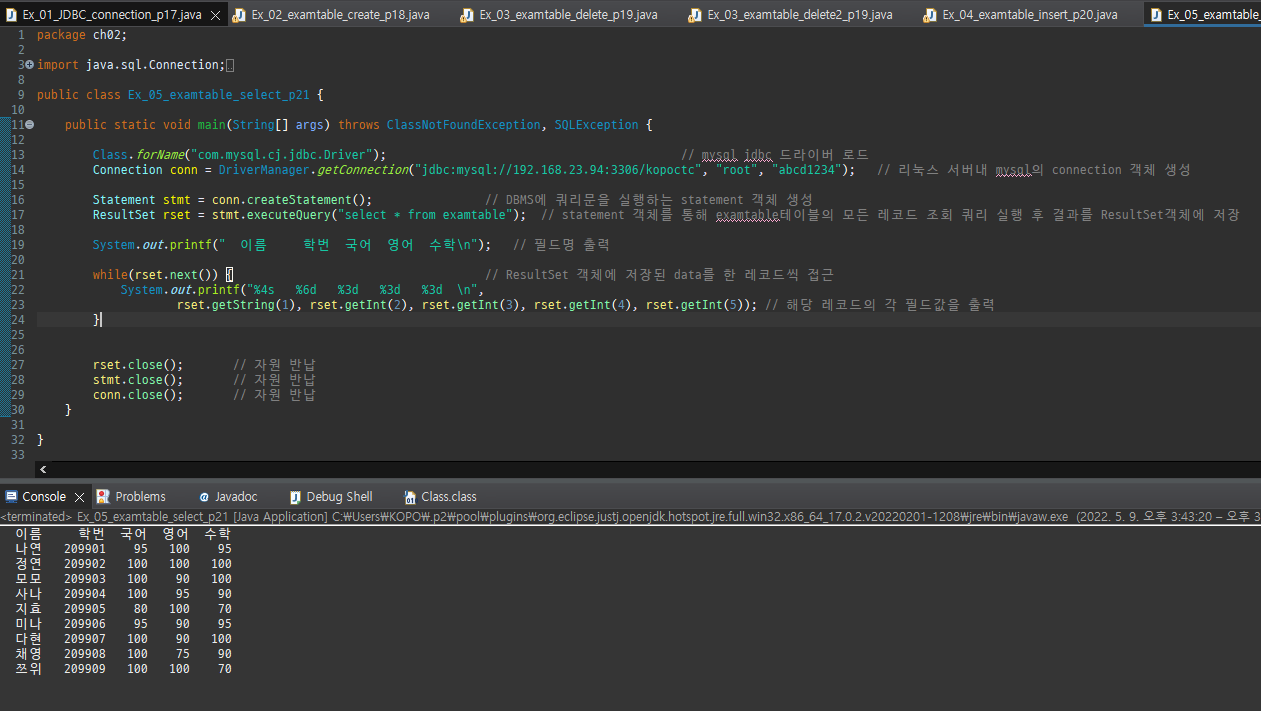 Ex_01_JDBC_connection_p17.java Ex_02_examtable_create_p18.java Ex_03_examtable_delete_p19.java Ex_03_examtable_delete2_p19.java Ex_04_examtable_insert_p20.java Ex_05_examtable_
1 package ch02;
2
3 import java.sql.Connection;
8
9 public class Ex_05_examtable_select_p21 {
10
11 public static void main(String[] args) throws ClassNotFoundException, SQLException {
12
13 Class.forName("com.mysql.cj.jdbc.Driver"); // mysql jdbc 드라이버 로드
14 Connection conn = DriverManager.getConnection("jdbc:mysql://192.168.23.94:3306/kopoctc", "root", "abcd1234"); // 리눅스 서버내 mysql의 connection 객체 생성
15
16 Statement stmt = conn.createStatement(); // DBMS에 쿼리문을 실행하는 statement 객체 생성
17 ResultSet rset = stmt.executeQuery("select * from examtable"); // statement 객체를 통해 examtable테이블의 모든 레코드 조회 쿼리 실행 후 결과를 ResultSet객체에 저장
18
19 System.out.printf("  이름     학번  국어  영어  수학\n"); // 필드명 출력
20
21 while(rset.next()) { // ResultSet 객체에 저장된 data를 한 레코드씩 접근
22 System.out.printf("%4s   %6d   %3d   %3d   %3d  \n",
23 rset.getString(1), rset.getInt(2), rset.getInt(3), rset.getInt(4), rset.getInt(5)); // 해당 레코드의 각 필드값을 출력
24 }
25
26
27 rset.close(); // 자원 반납
28 stmt.close(); // 자원 반납
29 conn.close(); // 자원 반납
30 }
31
32 }
33
Console Problems Javadoc Debug Shell Class.class
<terminated> Ex_05_examtable_select_p21 [Java Application] C:₩Users₩KOPO₩.p2₩pool₩plugins₩org.eclipse.justj.openjdk.hotspot.jre.full.win32.x86_64_17.0.2.v20220201-1208₩jre₩bin₩javaw.exe (2022. 5. 9. 오후 3:43:20 – 오후 3
이름 학번 국어 영어 수학
나연 209901 95 100 95
정연 209902 100 100 100
모모 209903 100 90 100
사나 209904 100 95 90
지효 209905 80 100 70
미나 209906 95 90 95
다현 209907 100 90 100
채영 209908 100 75 90
쯔위 209909 100 100 70